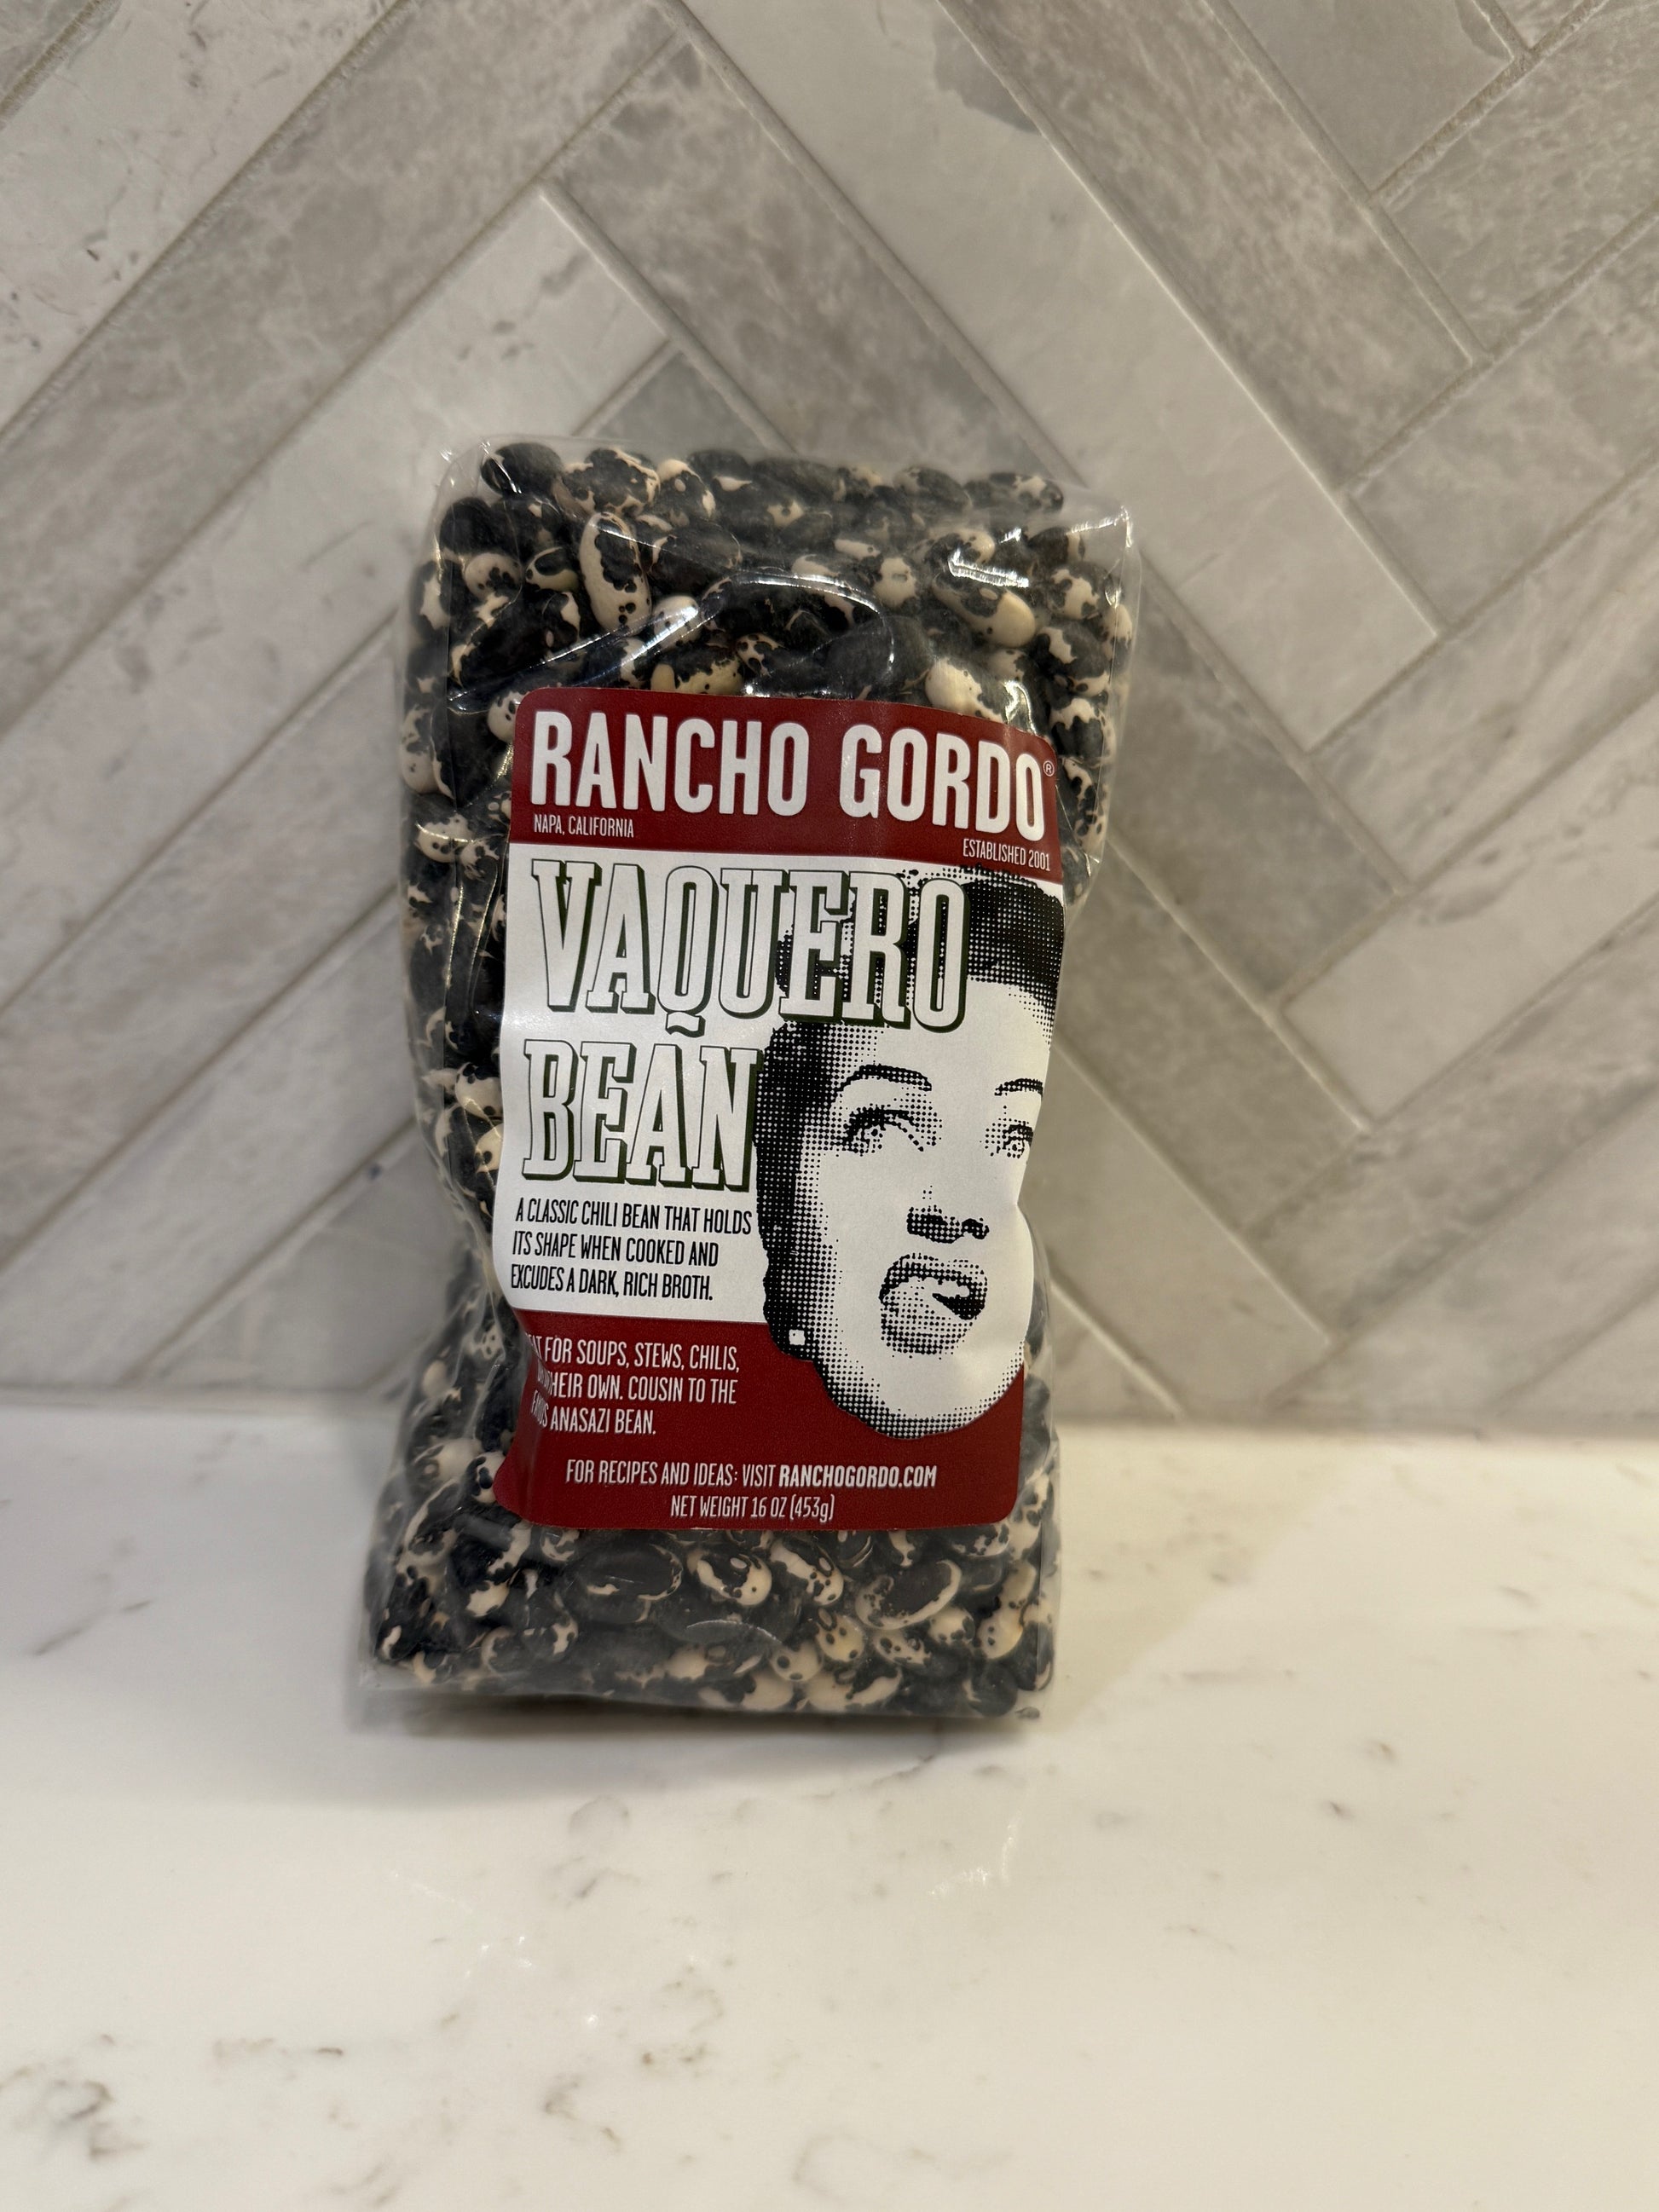 RANCHO GORDO®
NAPA, CALIFORNIA
ESTABLISHED 2001
VAQUERO
BEAN
A CLASSIC CHILI BEAN THAT HOLDS
ITS SHAPE WHEN COOKED AND
EXCUDES A DARK, RICH BROTH.
FOR SOUPS, STEWS, CHILIS,
THEIR OWN. COUSIN TO THE
ANASAZI BEAN.
FOR RECIPES AND IDEAS: VISIT RANCHOGORDO.COM
NET WEIGHT 16 OZ (453g)